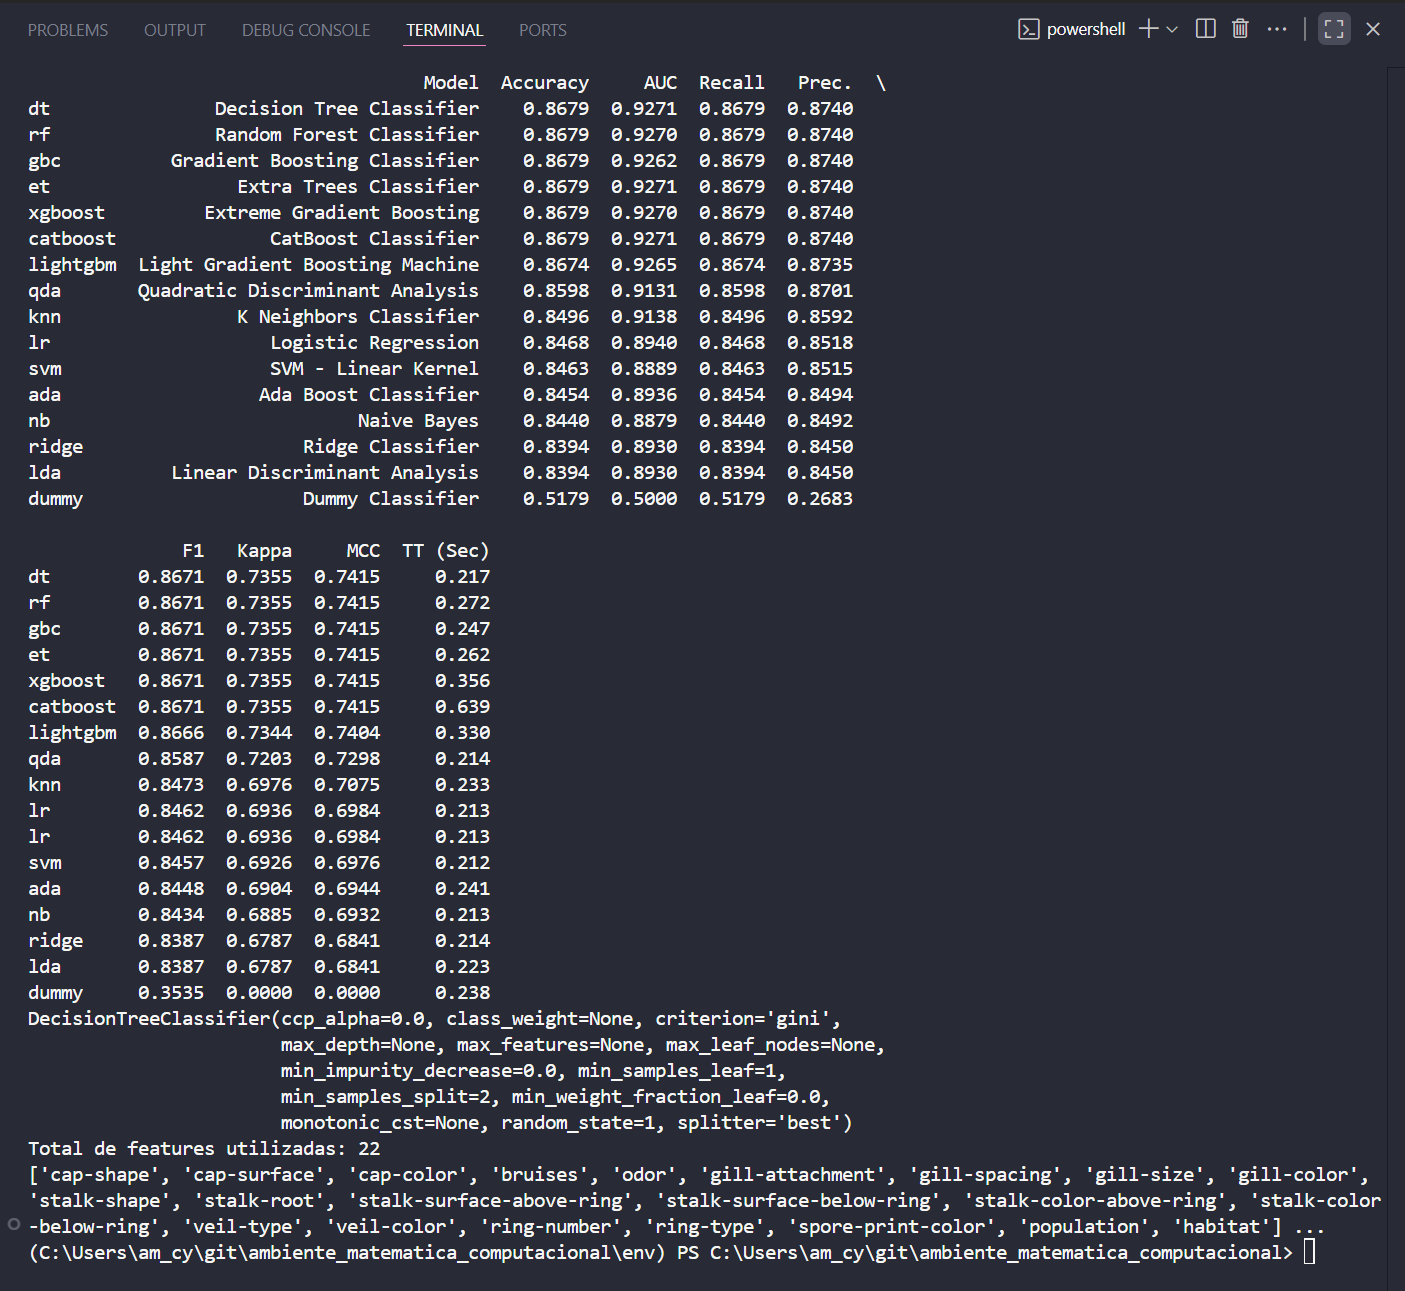 PROBLEMS OUTPUT DEBUG CONSOLE TERMINAL PORTS powershell
Model Accuracy AUC Recall Prec. \
dt Decision Tree Classifier 0.8679 0.9271 0.8679 0.8740
rf Random Forest Classifier 0.8679 0.9270 0.8679 0.8740
gbc Gradient Boosting Classifier 0.8679 0.9262 0.8679 0.8740
et Extra Trees Classifier 0.8679 0.9271 0.8679 0.8740
xgboost Extreme Gradient Boosting 0.8679 0.9270 0.8679 0.8740
catboost CatBoost Classifier 0.8679 0.9271 0.8679 0.8740
lightgbm Light Gradient Boosting Machine 0.8674 0.9265 0.8674 0.8735
qda Quadratic Discriminant Analysis 0.8598 0.9131 0.8598 0.8701
knn K Neighbors Classifier 0.8496 0.9138 0.8496 0.8592
lr Logistic Regression 0.8468 0.8940 0.8468 0.8518
svm SVM - Linear Kernel 0.8463 0.8889 0.8463 0.8515
ada Ada Boost Classifier 0.8454 0.8936 0.8454 0.8494
nb Naive Bayes 0.8440 0.8879 0.8440 0.8492
ridge Ridge Classifier 0.8394 0.8930 0.8394 0.8450
lda Linear Discriminant Analysis 0.8394 0.8930 0.8394 0.8450
dummy Dummy Classifier 0.5179 0.5000 0.5179 0.2683
F1 Kappa MCC TT (Sec)
dt 0.8671 0.7355 0.7415 0.217
rf 0.8671 0.7355 0.7415 0.272
gbc 0.8671 0.7355 0.7415 0.247
et 0.8671 0.7355 0.7415 0.262
xgboost 0.8671 0.7355 0.7415 0.356
catboost 0.8671 0.7355 0.7415 0.639
lightgbm 0.8666 0.7344 0.7404 0.330
qda 0.8587 0.7203 0.7298 0.214
knn 0.8473 0.6976 0.7075 0.233
lr 0.8462 0.6936 0.6984 0.213
lr 0.8462 0.6936 0.6984 0.213
svm 0.8457 0.6926 0.6976 0.212
ada 0.8448 0.6904 0.6944 0.241
nb 0.8434 0.6885 0.6932 0.213
ridge 0.8387 0.6787 0.6841 0.214
lda 0.8387 0.6787 0.6841 0.223
dummy 0.3535 0.0000 0.0000 0.238
DecisionTreeClassifier(ccp_alpha=0.0, class_weight=None, criterion='gini',
max_depth=None, max_features=None, max_leaf_nodes=None,
min_impurity_decrease=0.0, min_samples_leaf=1,
min_samples_split=2, min_weight_fraction_leaf=0.0,
monotonic_cst=None, random_state=1, splitter='best')
Total de features utilizadas: 22
['cap-shape', 'cap-surface', 'cap-color', 'bruises', 'odor', 'gill-attachment', 'gill-spacing', 'gill-size', 'gill-color',
'stalk-shape', 'stalk-root', 'stalk-surface-above-ring', 'stalk-surface-below-ring', 'stalk-color-above-ring', 'stalk-color
-below-ring', 'veil-type', 'veil-color', 'ring-number', 'ring-type', 'spore-print-color', 'population', 'habitat'] ...
(C:\Users\am_cy\git\ambiente_matematica_computacional\env) PS C:\Users\am_cy\git\ambiente_matematica_computacional>